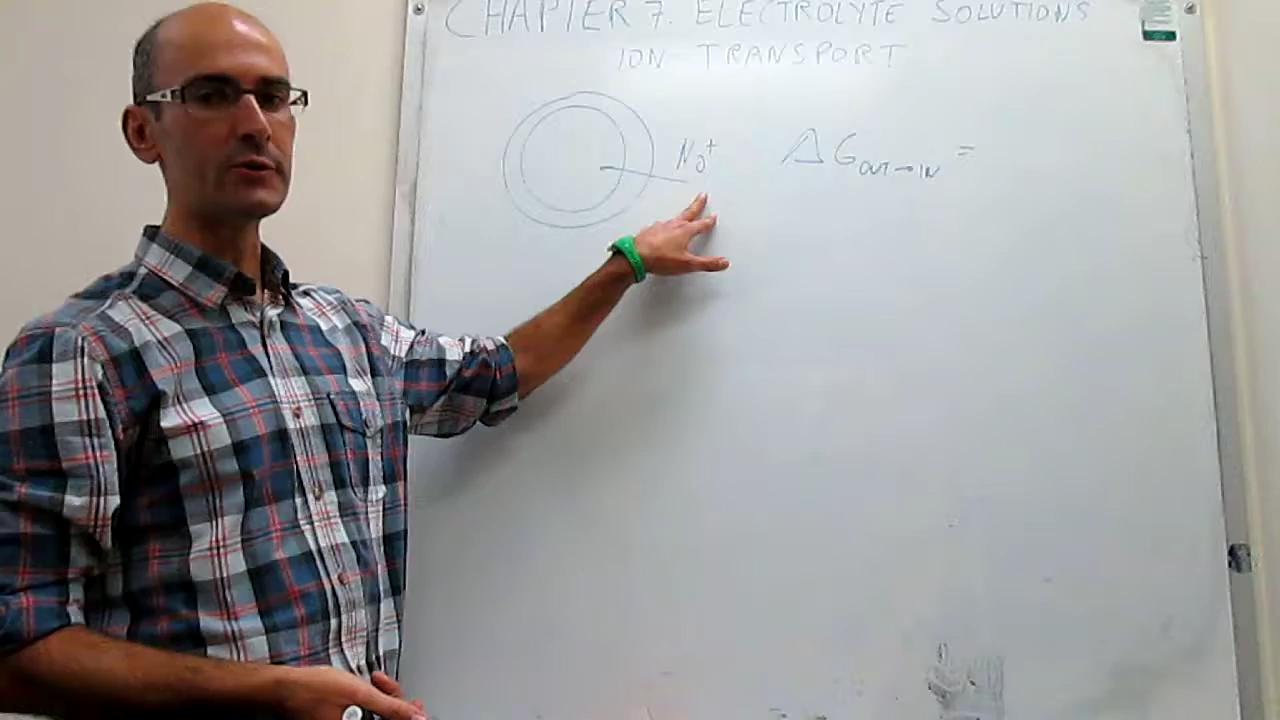 CHAPTER 7. ELECTROLYTE SOLUTIONS
ION TRANSPORT
Na+ ΔG OUT→IN =